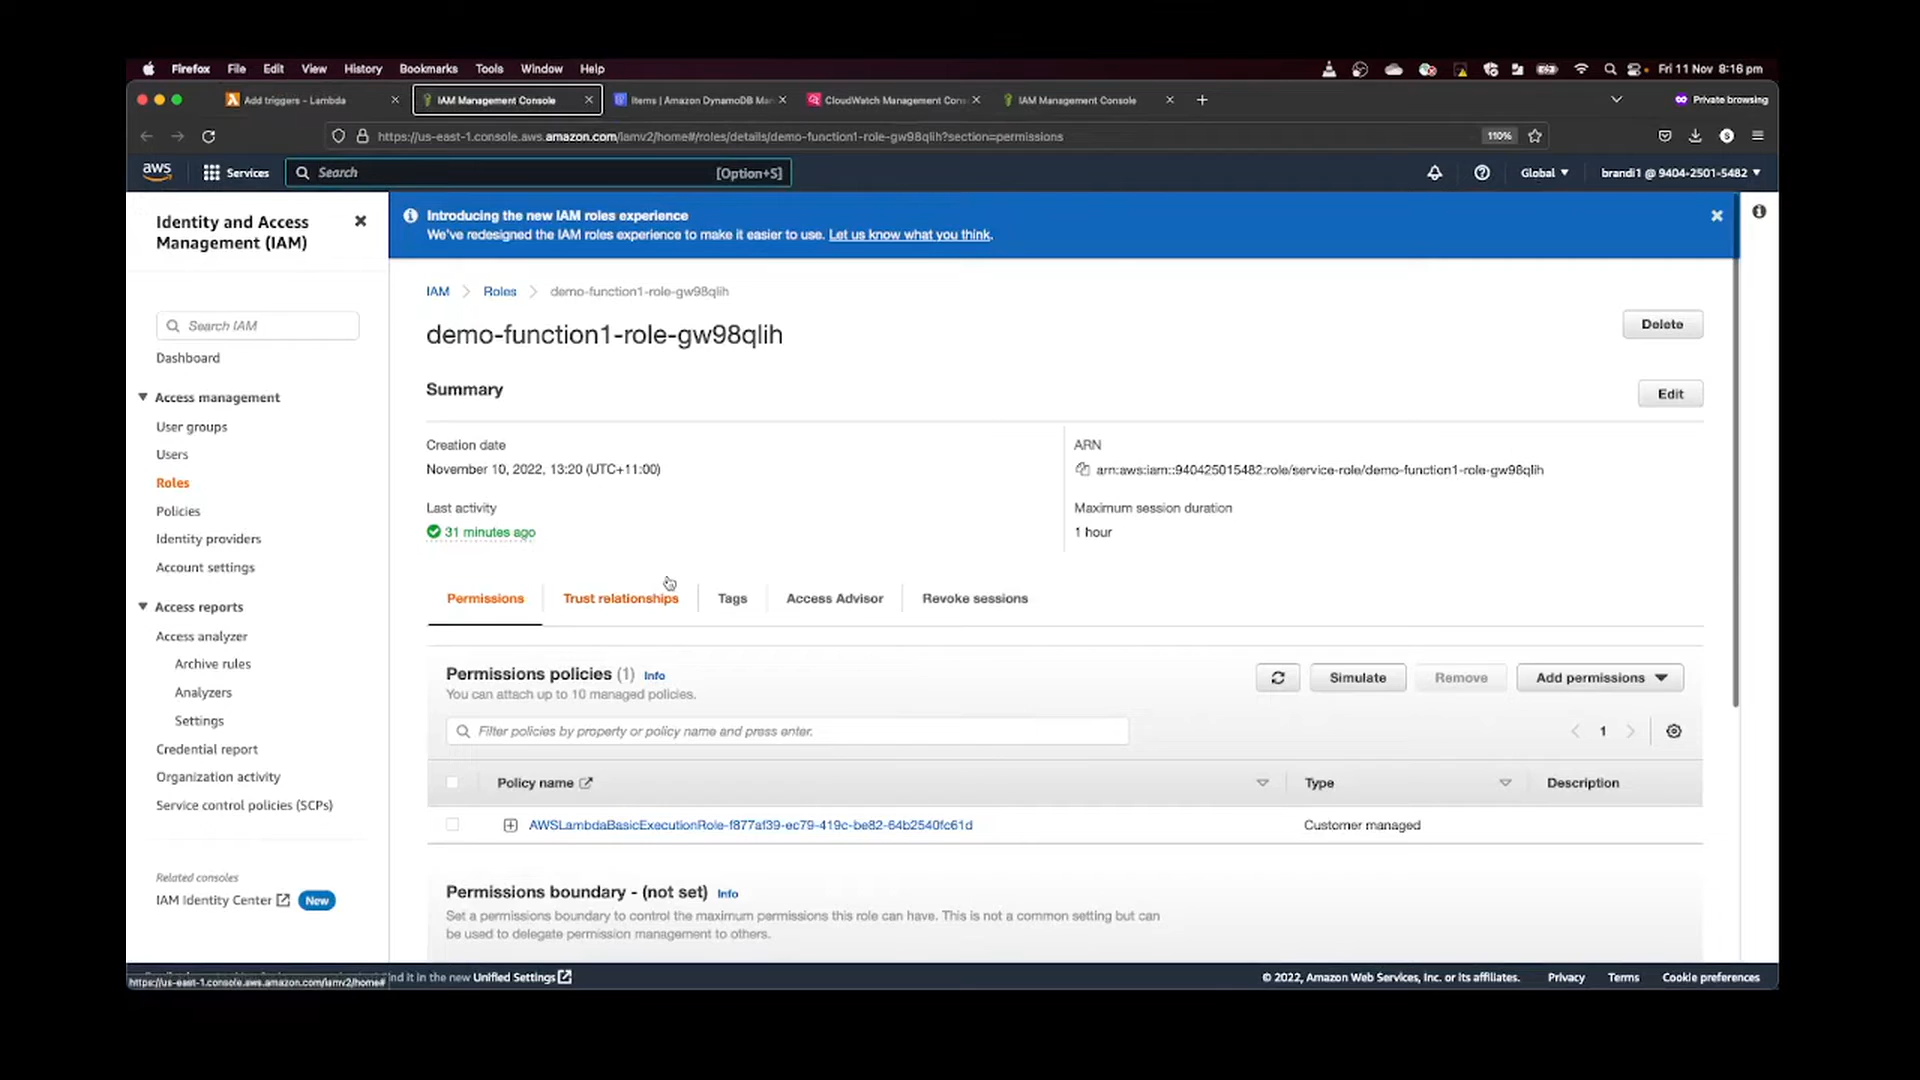 Firefox File Edit View History Bookmarks Tools Window Help Fri 11 Nov 8:16 pm
Add triggers - Lambda IAM Management Console Items | Amazon DynamoDB Mar CloudWatch Management Con IAM Management Console Private browsing
https://us-east-1.console.aws.amazon.com/iamv2/home#/roles/details/demo-function1-role-gw98qlih?section=permissions 110%
aws Services Search [Option+S] Global brandi1 @ 9404-2501-5482
Identity and Access
Management (IAM)
Search IAM
Dashboard
Access management
User groups
Users
Roles
Policies
Identity providers
Account settings
Access reports
Access analyzer
Archive rules
Analyzers
Settings
Credential report
Organization activity
Service control policies (SCPs)
Related consoles
IAM Identity Center New
Introducing the new IAM roles experience
We've redesigned the IAM roles experience to make it easier to use. Let us know what you think.
IAM Roles demo-function1-role-gw98qlih
demo-function1-role-gw98qlih
Delete
Summary
Edit
Creation date
November 10, 2022, 13:20 (UTC+11:00)
ARN
arn:aws:iam::940425015482:role/service-role/demo-function1-role-gw98qlih
Last activity
31 minutes ago
Maximum session duration
1 hour
Permissions Trust relationships Tags Access Advisor Revoke sessions
Permissions policies (1) Info
You can attach up to 10 managed policies.
Simulate Remove Add permissions
Filter policies by property or policy name and press enter.
1
Policy name Type Description
AWSLambdaBasicExecutionRole-f877af39-ec79-419c-be82-64b2540fc61d Customer managed
Permissions boundary - (not set) Info
Set a permissions boundary to control the maximum permissions this role can have. This is not a common setting but can
be used to delegate permission management to others.
https://us-east-1.console.aws.amazon.com/iamv2/home# ind it in the new Unified Settings © 2022, Amazon Web Services, Inc. or its affiliates. Privacy Terms Cookie preferences